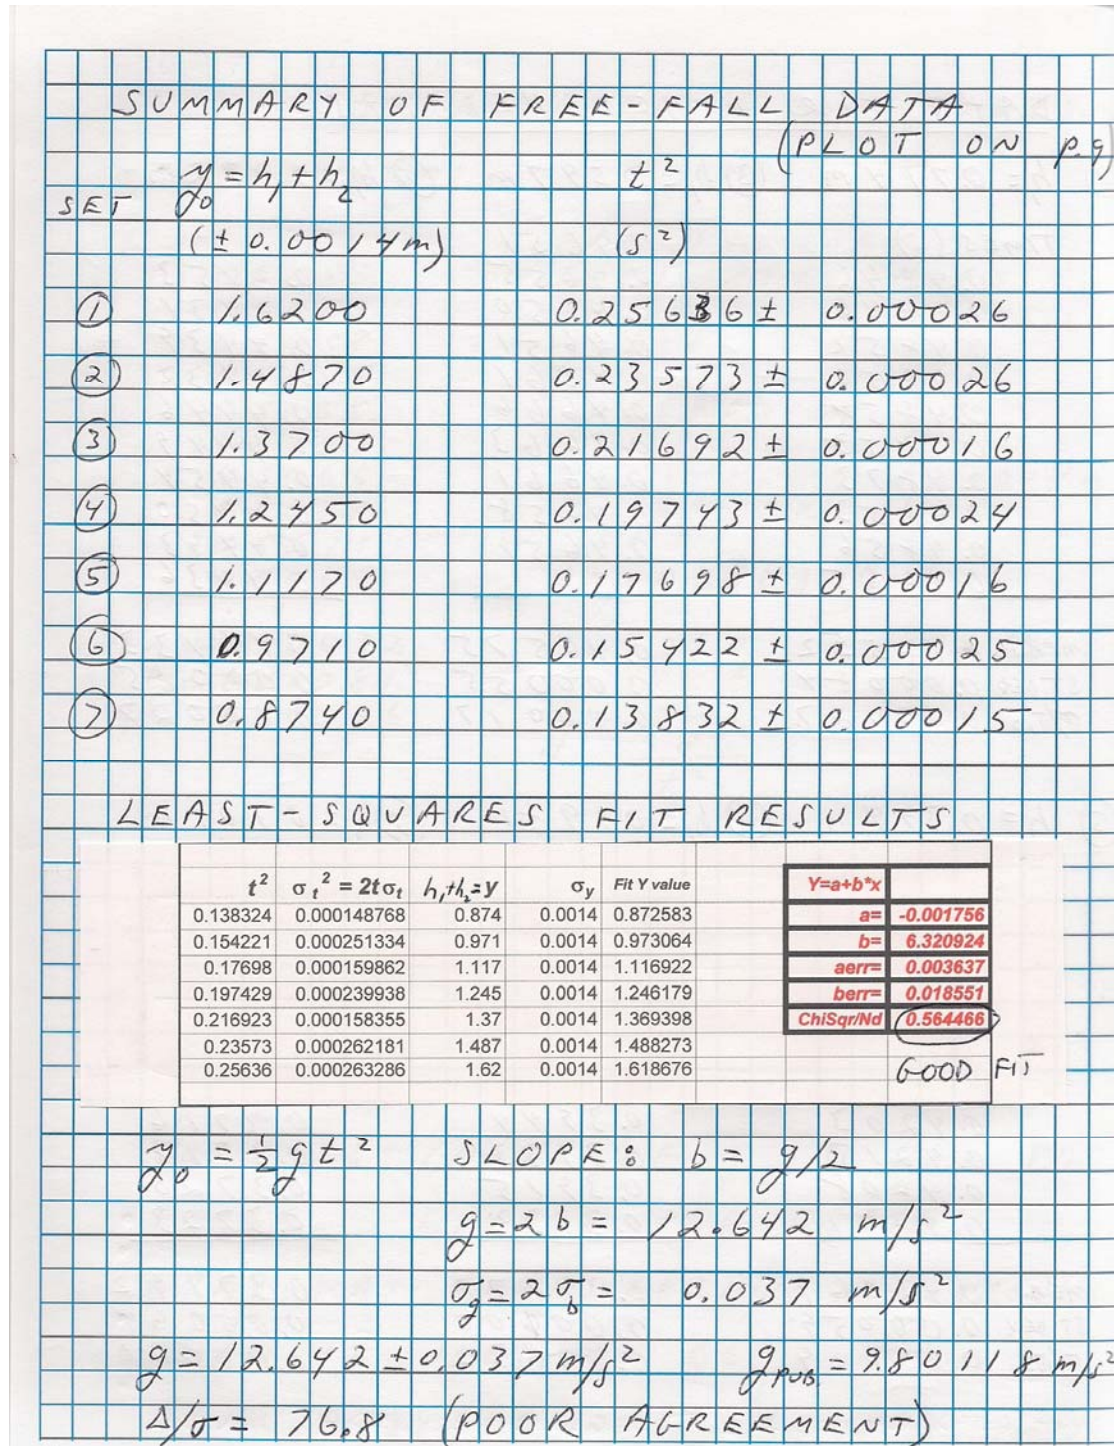 SUMMARY OF FREE-FALL DATA
(PLOT ON p.9)
SET y₀ = h₁ + h₂ t²
(± 0.0014m) (s²)
① 1.6200 0.25636 ± 0.00026
② 1.4870 0.23573 ± 0.00026
③ 1.3700 0.21692 ± 0.00016
④ 1.2450 0.19743 ± 0.00024
⑤ 1.1170 0.17698 ± 0.00016
⑥ 0.9710 0.15422 ± 0.00025
⑦ 0.8740 0.13832 ± 0.00015
LEAST-SQUARES FIT RESULTS
t² σt² = 2tσt h₁+h₂=y σy Fit Y value Y=a+b*x
0.138324 0.000148768 0.874 0.0014 0.872583 a= -0.001756
0.154221 0.000251334 0.971 0.0014 0.973064 b= 6.320924
0.17698 0.000159862 1.117 0.0014 1.116922 aerr= 0.003637
0.197429 0.000239938 1.245 0.0014 1.246179 berr= 0.018551
0.216923 0.000158355 1.37 0.0014 1.369398 ChiSqr/Nd 0.564466
0.23573 0.000262181 1.487 0.0014 1.488273
0.25636 0.000263286 1.62 0.0014 1.618676 GOOD FIT
y₀ = ½gt² SLOPE: b = g/2
g = 2b = 12.642 m/s²
σg = 2σb = 0.037 m/s²
g = 12.642 ± 0.037 m/s² gPUB. = 9.80118 m/s²
Δ/σ = 76.8 (POOR AGREEMENT)